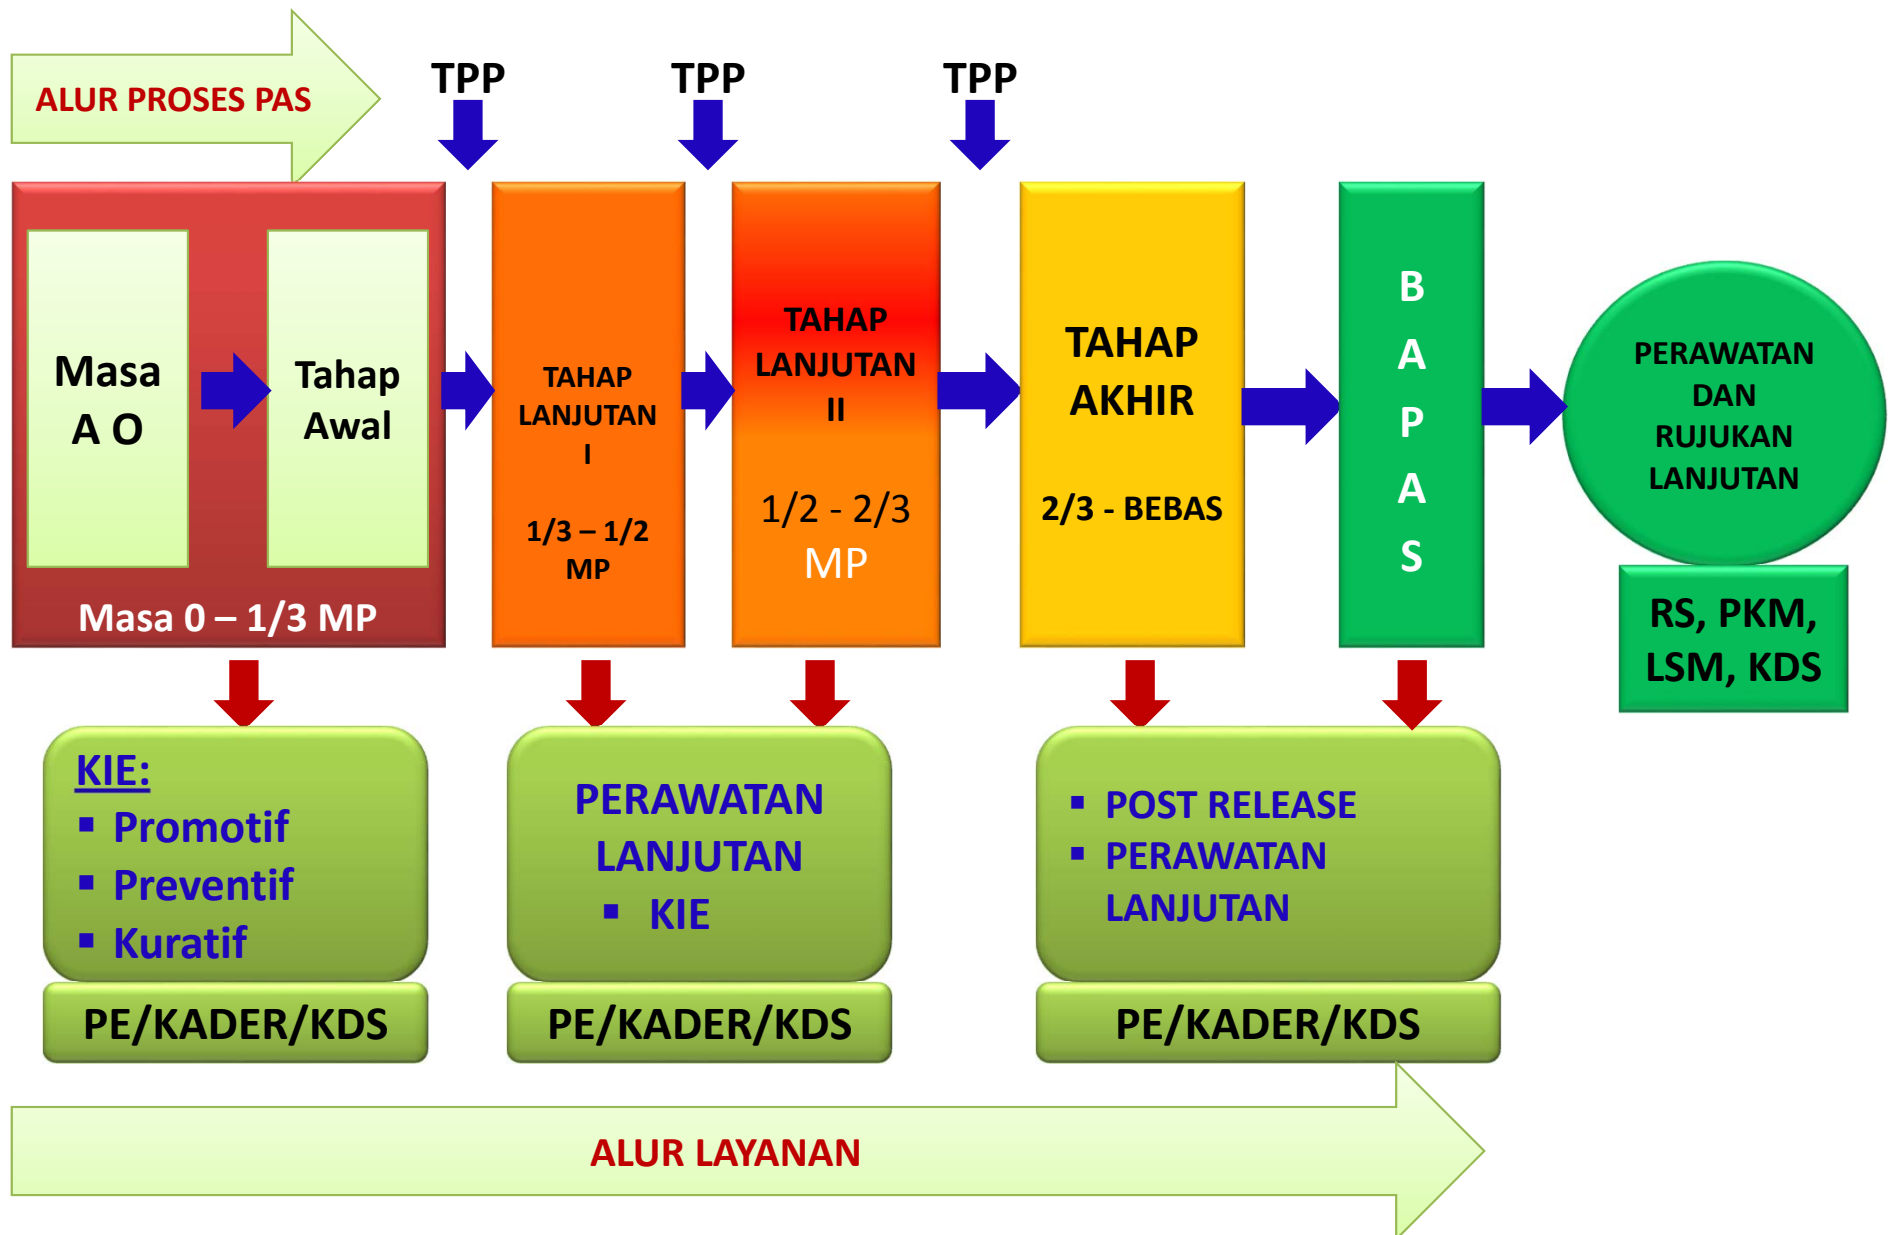 ALUR PROSES PAS
TPP
TPP
TPP
Masa
A O
Tahap
Awal
Masa 0 – 1/3 MP
TAHAP
LANJUTAN
I
1/3 – 1/2
MP
TAHAP
LANJUTAN
II
1/2 - 2/3
MP
TAHAP
AKHIR
2/3 - BEBAS
B
A
P
A
S
PERAWATAN
DAN
RUJUKAN
LANJUTAN
RS, PKM,
LSM, KDS
KIE:
▪ Promotif
▪ Preventif
▪ Kuratif
PE/KADER/KDS
PERAWATAN
LANJUTAN
▪ KIE
PE/KADER/KDS
▪ POST RELEASE
▪ PERAWATAN
LANJUTAN
PE/KADER/KDS
ALUR LAYANAN